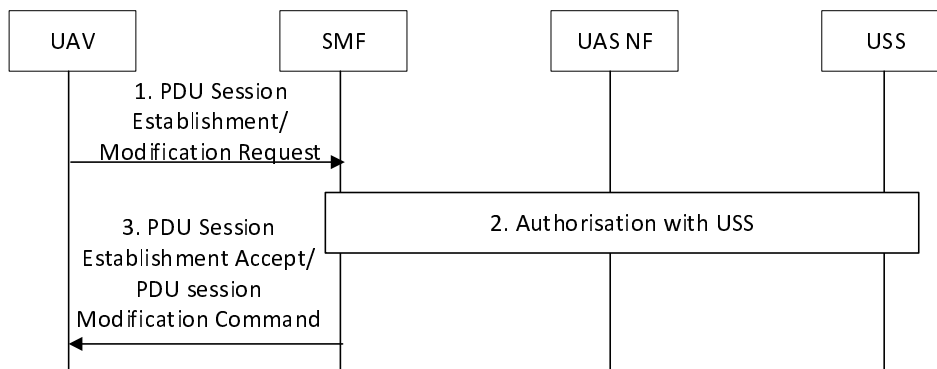 UAV
SMF
UAS NF
USS
1. PDU Session
Establishment/
Modification Request
2. Authorisation with USS
3. PDU Session
Establishment Accept/
PDU session
Modification Command